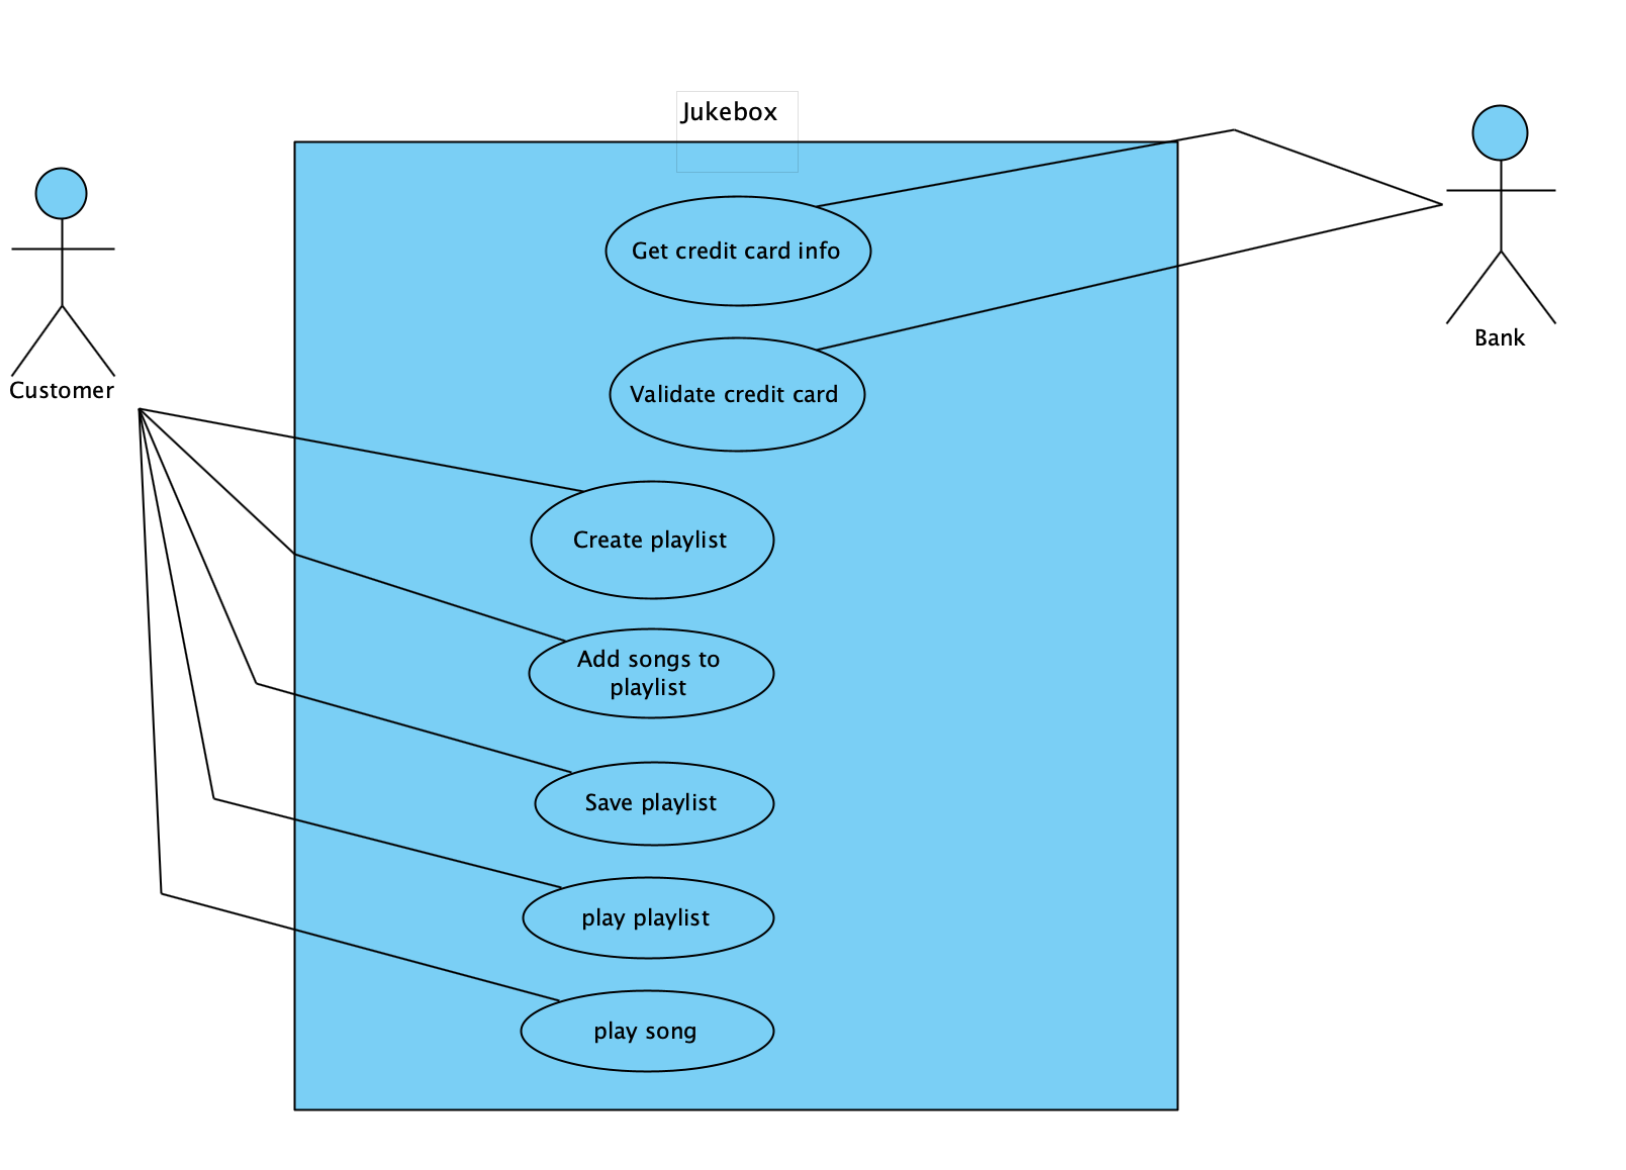 Jukebox
Get credit card info
Bank
Customer
Validate credit card
Create playlist
Add songs to
playlist
Save playlist
play playlist
play song